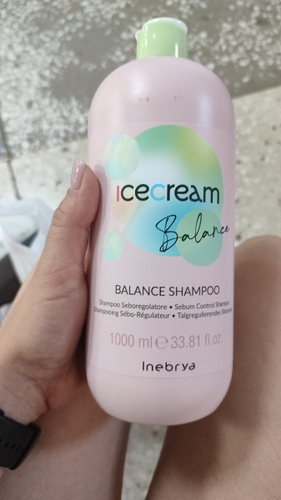 icecream
Balance
BALANCE SHAMPOO
Shampoo Seboregolatore • Sebum Control Shampoo
Shampooing Sébo-Régulateur • Talgregulierendes Shampoo
1000 ml e 33.81 fl.oz.
Inebrya